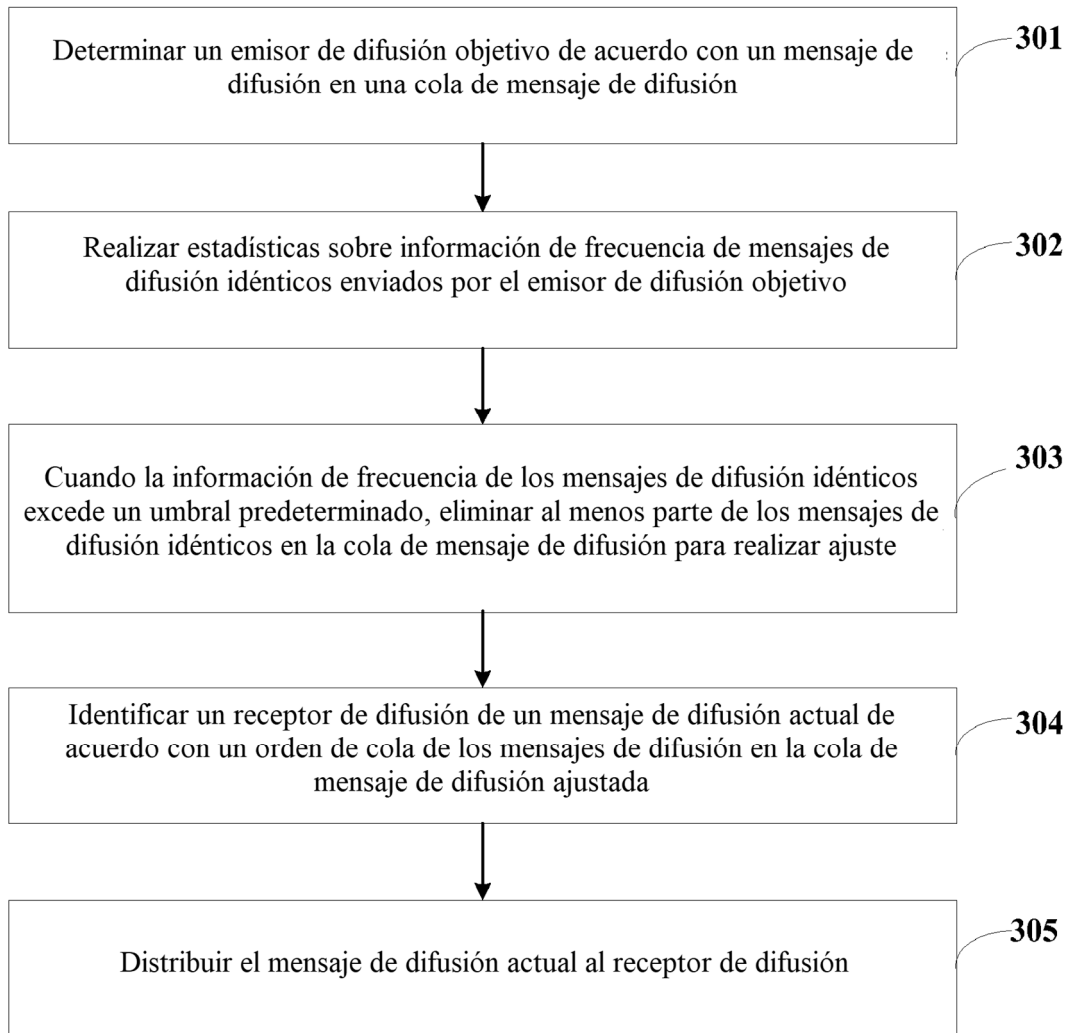 Determinar un emisor de difusión objetivo de acuerdo con un mensaje de
difusión en una cola de mensaje de difusión
301
Realizar estadísticas sobre información de frecuencia de mensajes de
difusión idénticos enviados por el emisor de difusión objetivo
302
Cuando la información de frecuencia de los mensajes de difusión idénticos
excede un umbral predeterminado, eliminar al menos parte de los mensajes de
difusión idénticos en la cola de mensaje de difusión para realizar ajuste
303
Identificar un receptor de difusión de un mensaje de difusión actual de
acuerdo con un orden de cola de los mensajes de difusión en la cola de
mensaje de difusión ajustada
304
Distribuir el mensaje de difusión actual al receptor de difusión
305